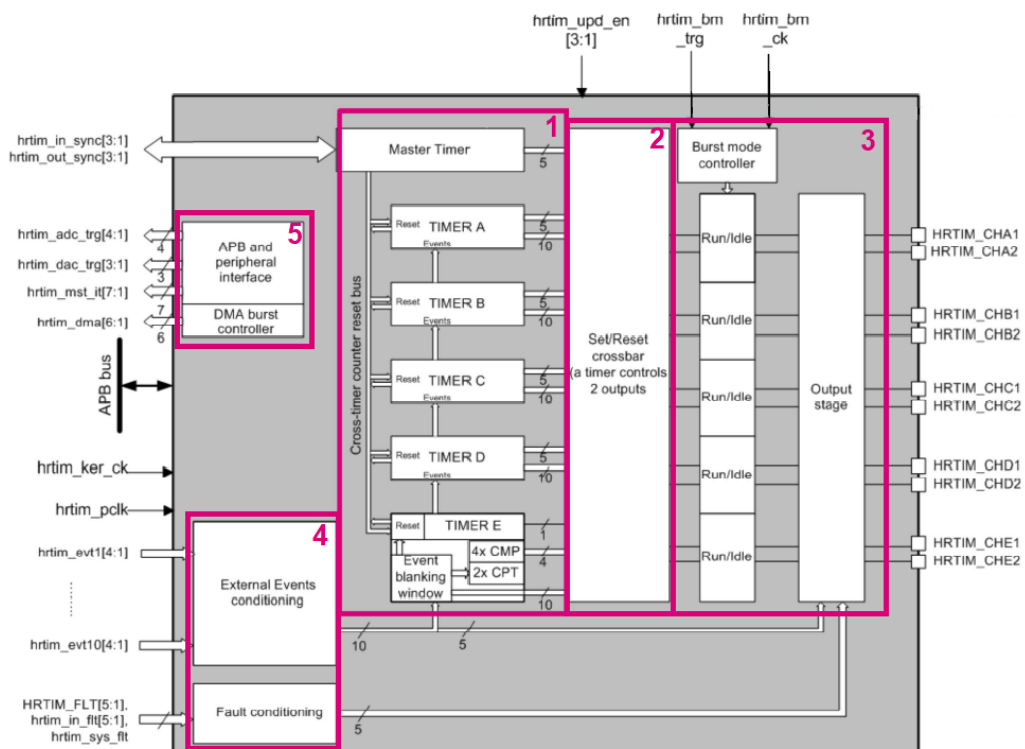 hrtim_upd_en
[3:1]
hrtim_bm
_trg
hrtim_bm
_ck
hrtim_in_sync[3:1]
hrtim_out_sync[3:1]
hrtim_adc_trg[4:1]
4
hrtim_dac_trg[3:1]
3
hrtim_mst_it[7:1]
7
hrtim_dma[6:1]
6
APB bus
hrtim_ker_ck
hrtim_pclk
hrtim_evt1[4:1]
hrtim_evt10[4:1]
HRTIM_FLT[5:1],
hrtim_in_flt[5:1],
hrtim_sys_flt
5
APB and
peripheral
interface
DMA burst
controller
4
External Events
conditioning
10
5
Fault conditioning
5
1
Master Timer
5
Cross-timer counter reset bus
Reset
TIMER A
Events
5
10
TIMER B
Reset
Events
5
10
Reset
TIMER C
Events
5
10
Reset
TIMER D
Events
5
10
Reset
TIMER E
1
Event
blanking
window
4x CMP
4
2x CPT
10
2
Set/Reset
crossbar
(a timer controls
2 outputs
3
Burst mode
controller
Run/Idle
Run/Idle
Run/Idle
Run/Idle
Run/Idle
Output
stage
HRTIM_CHA1
HRTIM_CHA2
HRTIM_CHB1
HRTIM_CHB2
HRTIM_CHC1
HRTIM_CHC2
HRTIM_CHD1
HRTIM_CHD2
HRTIM_CHE1
HRTIM_CHE2